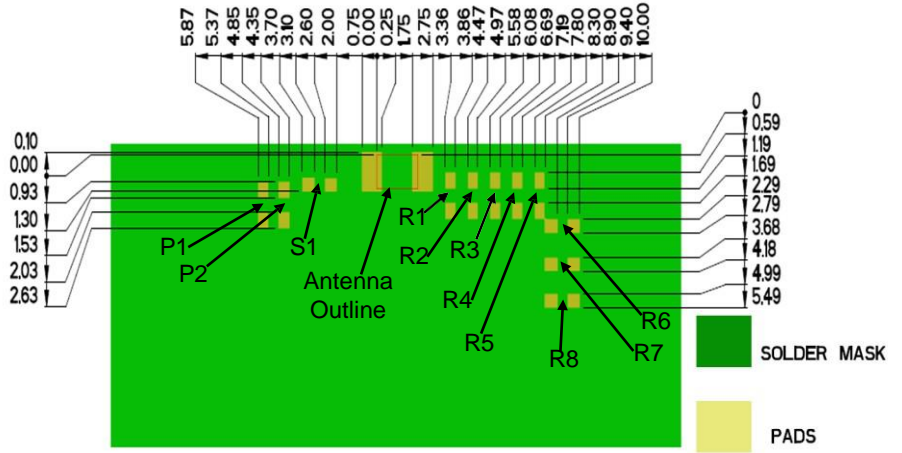 5.87 5.37 4.85 4.35 3.70 3.10 2.60 2.00 0.75 0.00 0.25 1.75 2.75 3.36 3.86 4.47 4.97 5.58 6.08 6.69 7.19 7.80 8.30 8.90 9.40 10.00
0.10
0.00
0.93
1.30
1.53
2.03
2.63
0
0.59
1.19
1.69
2.29
2.79
3.68
4.18
4.99
5.49
P1
P2
S1
Antenna
Outline
R1
R2
R3
R4
R5
R6
R7
R8
SOLDER MASK
PADS